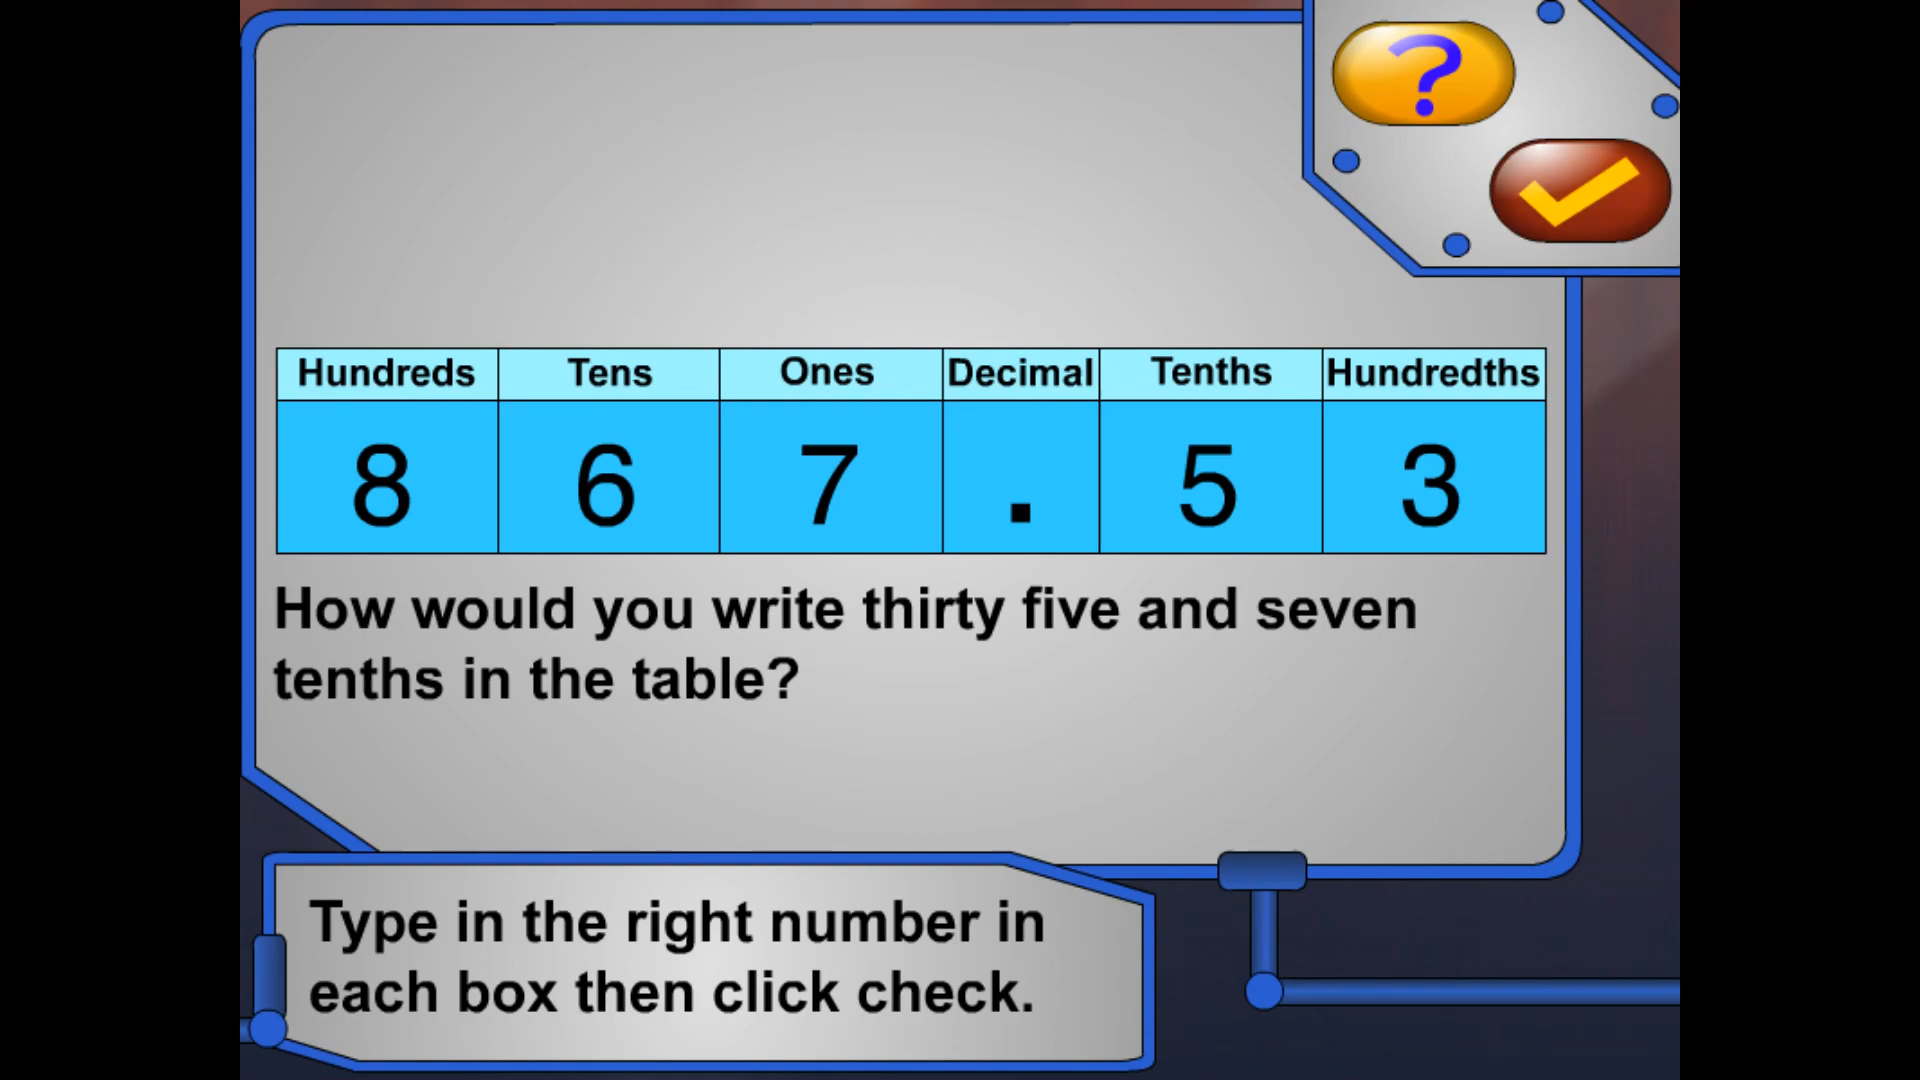 ?
Hundreds Tens Ones Decimal Tenths Hundredths
8 6 7 . 5 3
How would you write thirty five and seven
tenths in the table?
Type in the right number in
each box then click check.